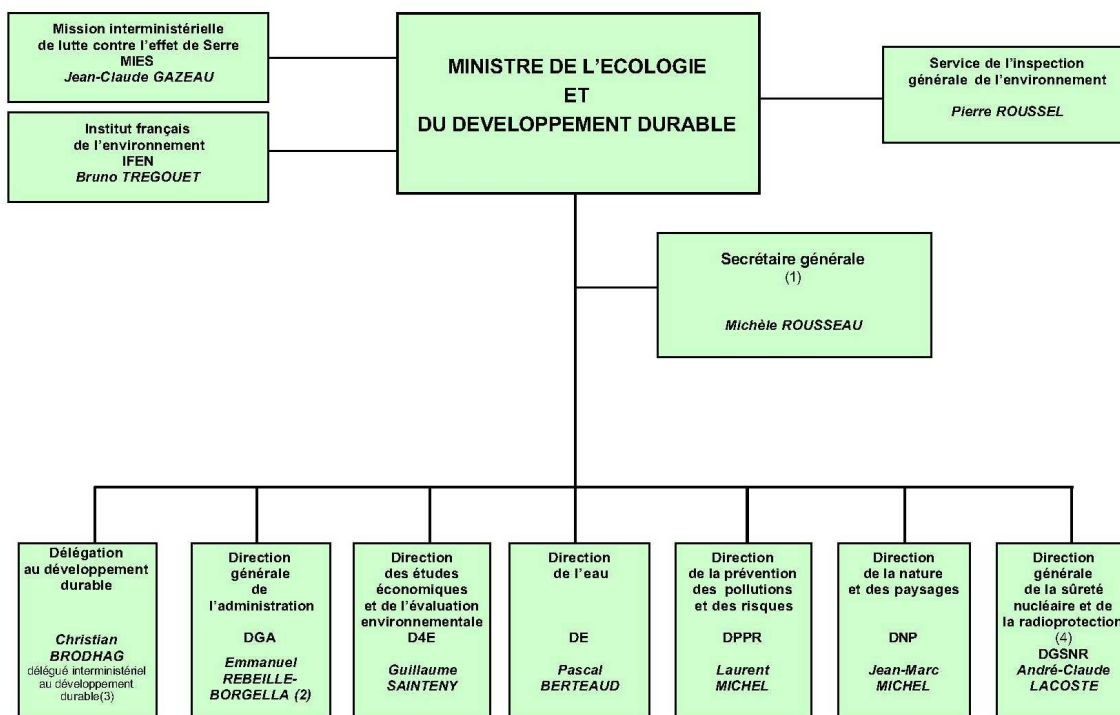 Mission interministérielle
de lutte contre l'effet de Serre
MIES
Jean-Claude GAZEAU
Institut français
de l'environnement
IFEN
Bruno TREGOUET
MINISTRE DE L'ECOLOGIE
ET
DU DEVELOPPEMENT DURABLE
Service de l'inspection
générale de l'environnement
Pierre ROUSSEL
Secrétaire générale
(1)
Michèle ROUSSEAU
Délégation
au développement
durable
Christian
BRODHAG
délégué interministériel
au développement
durable(3)
Direction
générale
de
l'administration
DGA
Emmanuel
REBEILLE-
BORGELLA (2)
Direction
des études
économiques
et de l'évaluation
environnementale
D4E
Guillaume
SAINTENY
Direction
de l'eau
DE
Pascal
BERTEAUD
Direction
de la prévention
des pollutions
et des risques
DPPR
Laurent
MICHEL
Direction
de la nature
et des paysages
DNP
Jean-Marc
MICHEL
Direction
générale
de la sûreté
nucléaire et de
la radioprotection
(4)
DGSNR
André-Claude
LACOSTE